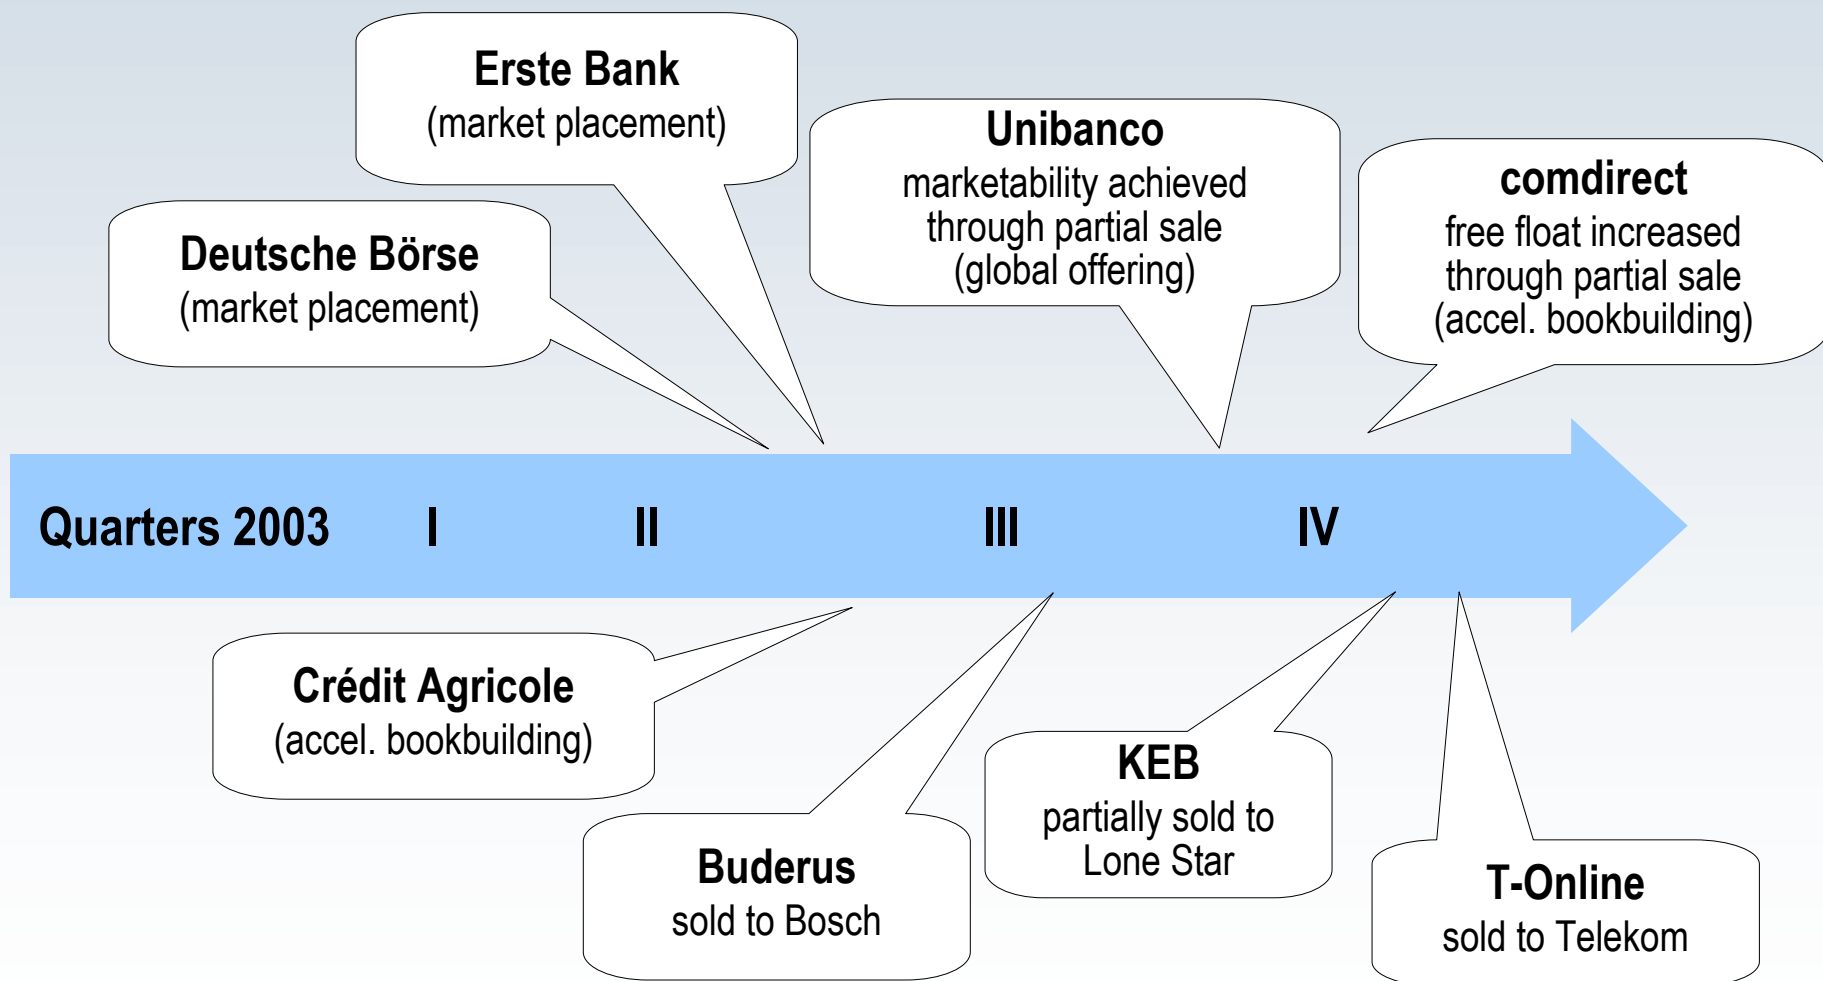 Erste Bank
(market placement)
Unibanco
marketability achieved
through partial sale
(global offering)
comdirect
free float increased
through partial sale
(accel. bookbuilding)
Deutsche Börse
(market placement)
Quarters 2003 I II III IV
Crédit Agricole
(accel. bookbuilding)
Buderus
sold to Bosch
KEB
partially sold to
Lone Star
T-Online
sold to Telekom